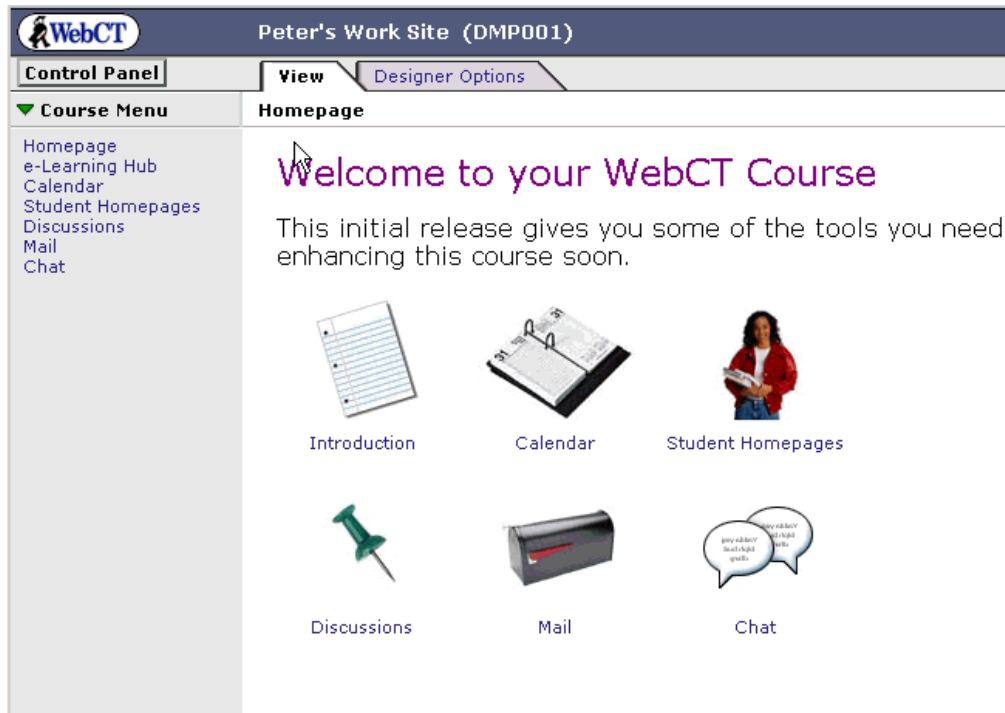 WebCT
Peter's Work Site (DMP001)
Control Panel
View
Designer Options
Course Menu
Homepage
Homepage
e-Learning Hub
Calendar
Student Homepages
Discussions
Mail
Chat
Welcome to your WebCT Course
This initial release gives you some of the tools you need
enhancing this course soon.
31
31
Introduction
Calendar
Student Homepages
Discussions
Mail
Chat